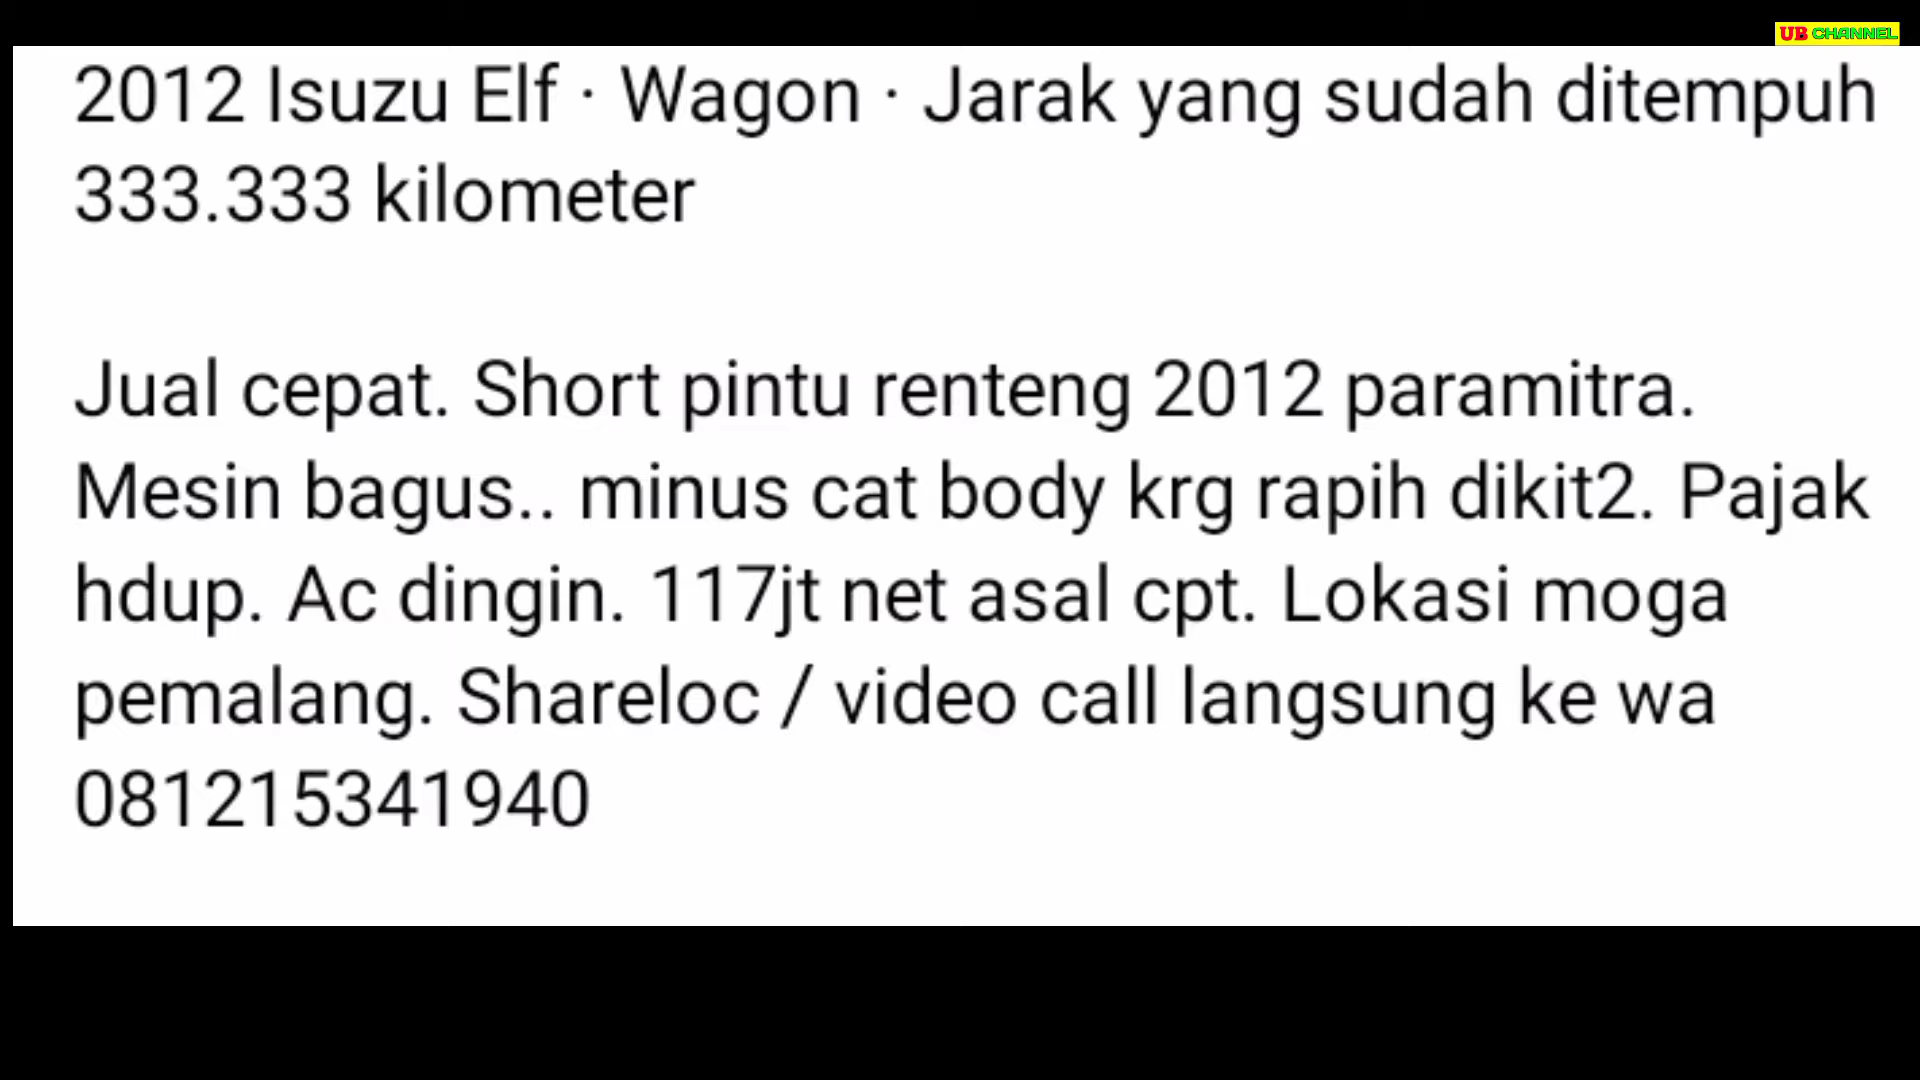 UB CHANNEL
2012 Isuzu Elf · Wagon · Jarak yang sudah ditempuh
333.333 kilometer
Jual cepat. Short pintu renteng 2012 paramitra.
Mesin bagus.. minus cat body krg rapih dikit2. Pajak
hdup. Ac dingin. 117jt net asal cpt. Lokasi moga
pemalang. Shareloc / video call langsung ke wa
081215341940